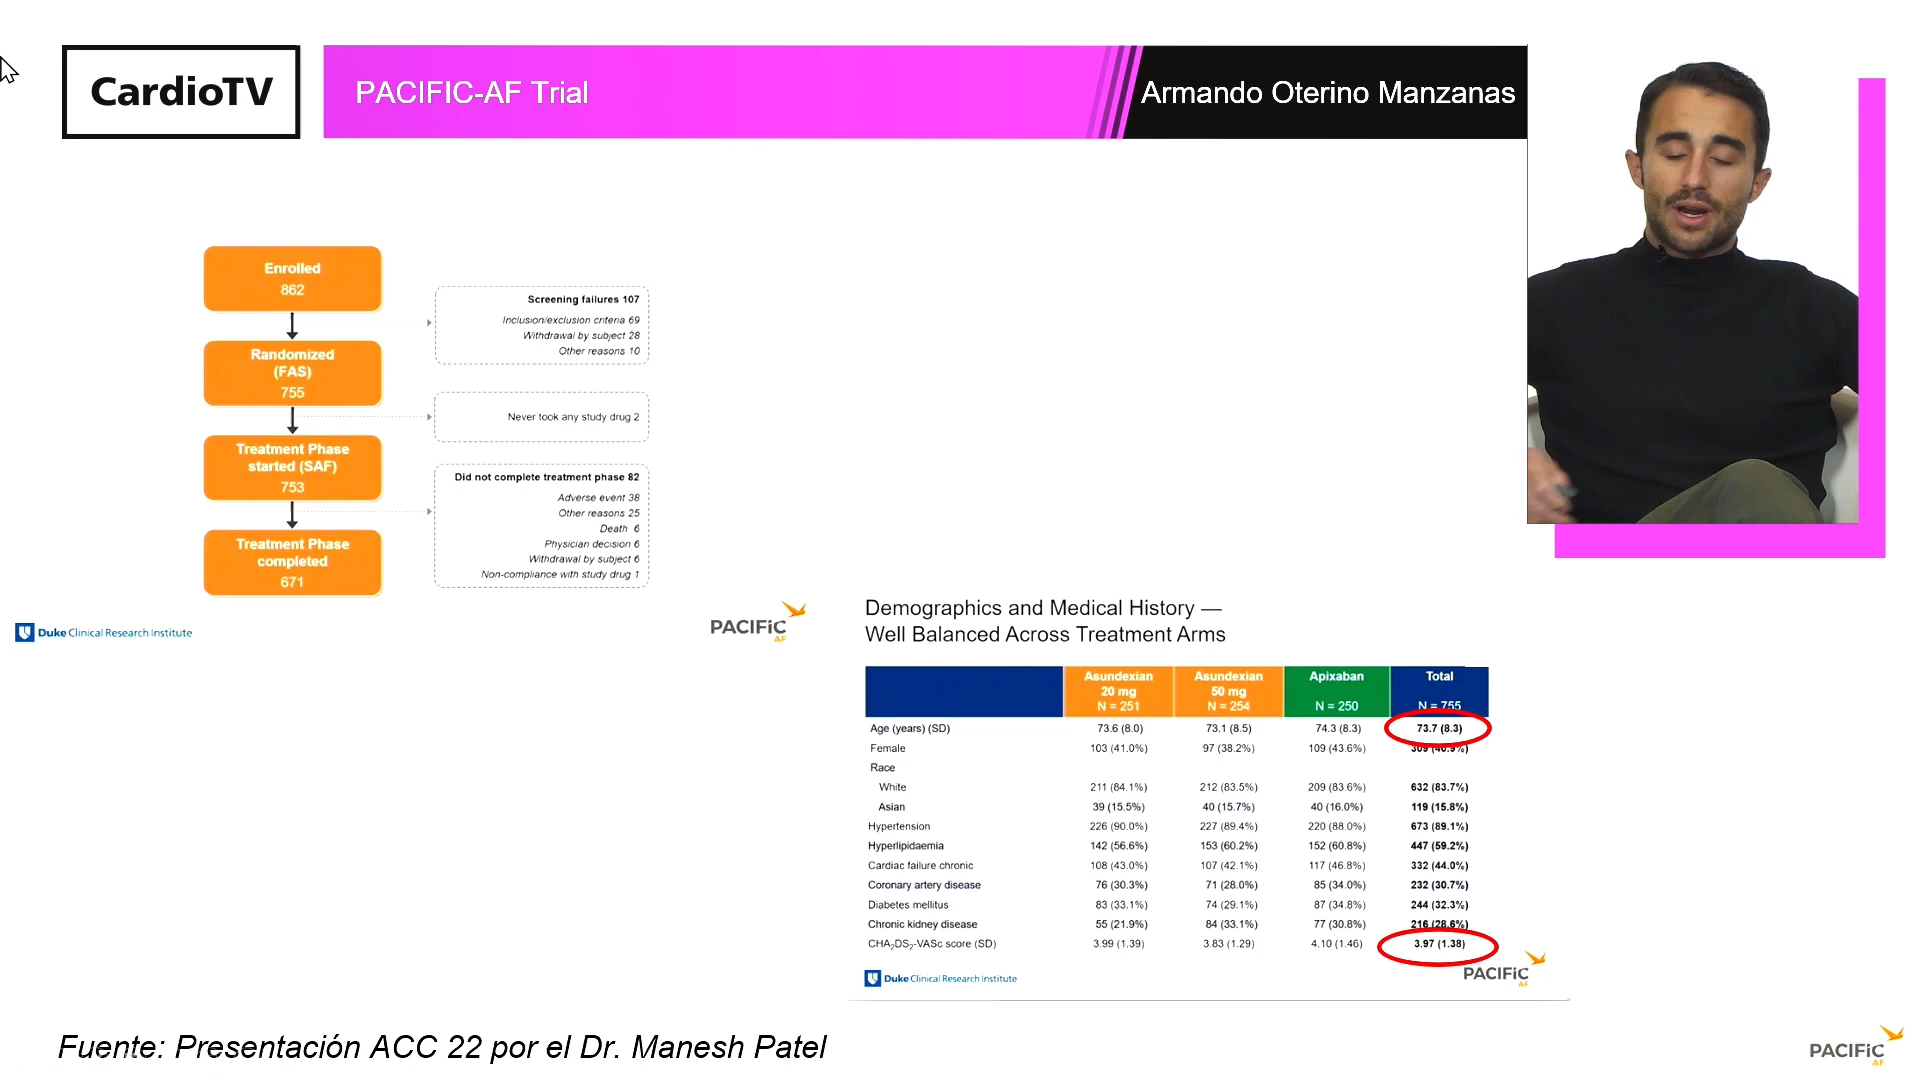 CardioTV
PACIFIC-AF Trial
Armando Oterino Manzanas
Enrolled
862
Screening failures 107
Inclusion/exclusion criteria 69
Withdrawal by subject 28
Other reasons 10
Randomized
(FAS)
755
Never took any study drug 2
Treatment Phase
started (SAF)
753
Did not complete treatment phase 82
Adverse event 38
Other reasons 25
Death 6
Physician decision 6
Withdrawal by subject 6
Non-compliance with study drug 1
Treatment Phase
completed
671
Duke Clinical Research Institute
PACIFiC
AF
Demographics and Medical History —
Well Balanced Across Treatment Arms
Asundexian 20 mg N = 251 Asundexian 50 mg N = 254 Apixaban N = 250 Total N = 755
Age (years) (SD) 73.6 (8.0) 73.1 (8.5) 74.3 (8.3) 73.7 (8.3)
Female 103 (41.0%) 97 (38.2%) 109 (43.6%) 309 (40.9%)
Race
White 211 (84.1%) 212 (83.5%) 209 (83.6%) 632 (83.7%)
Asian 39 (15.5%) 40 (15.7%) 40 (16.0%) 119 (15.8%)
Hypertension 226 (90.0%) 227 (89.4%) 220 (88.0%) 673 (89.1%)
Hyperlipidaemia 142 (56.6%) 153 (60.2%) 152 (60.8%) 447 (59.2%)
Cardiac failure chronic 108 (43.0%) 107 (42.1%) 117 (46.8%) 332 (44.0%)
Coronary artery disease 76 (30.3%) 71 (28.0%) 85 (34.0%) 232 (30.7%)
Diabetes mellitus 83 (33.1%) 74 (29.1%) 87 (34.8%) 244 (32.3%)
Chronic kidney disease 55 (21.9%) 84 (33.1%) 77 (30.8%) 216 (28.6%)
CHA₂DS₂-VASc score (SD) 3.99 (1.39) 3.83 (1.29) 4.10 (1.46) 3.97 (1.38)
Duke Clinical Research Institute
PACIFiC
AF
Fuente: Presentación ACC 22 por el Dr. Manesh Patel
PACIFiC
AF